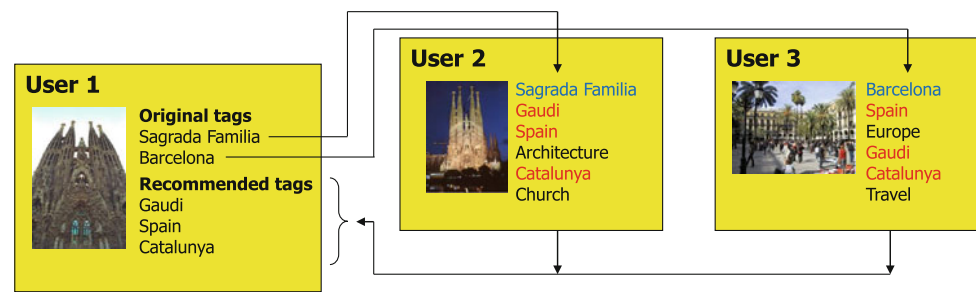 User 1
Original tags
Sagrada Familia
Barcelona
Recommended tags
Gaudi
Spain
Catalunya
User 2
Sagrada Familia
Gaudi
Spain
Architecture
Catalunya
Church
User 3
Barcelona
Spain
Europe
Gaudi
Catalunya
Travel